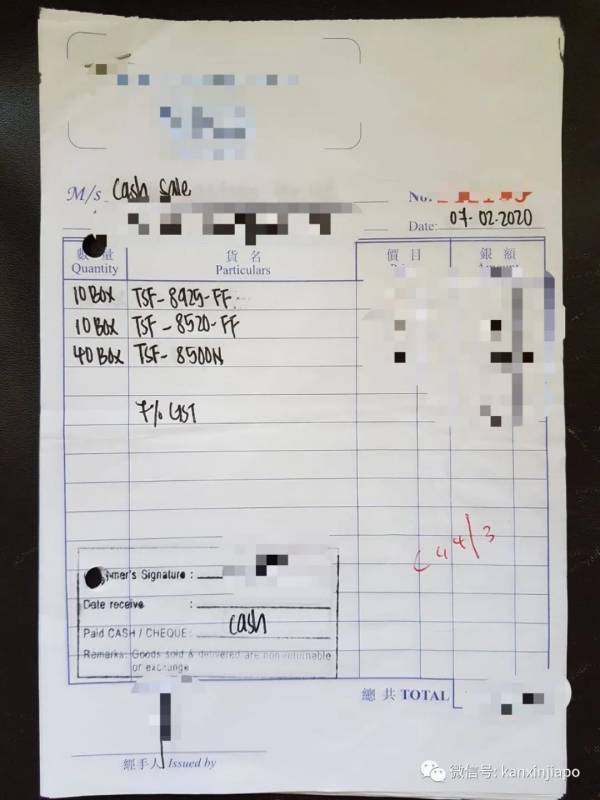 M/s Cash Sale
No.
Date: 07-02-2020
數 量 貨 名 價 目 銀 額
Quantity Particulars Amount
10 Box TSF-8925-FF
10 Box TSF-8520-FF
40 Box TSF-8500N
7% GST
Customer's Signature :
Date receive :
Paid CASH / CHEQUE : Cash
Remarks: Goods sold & delivered are non-returnable
or exchange
總 共 TOTAL
經手人 Issued by
微信号: kanxinjiapo